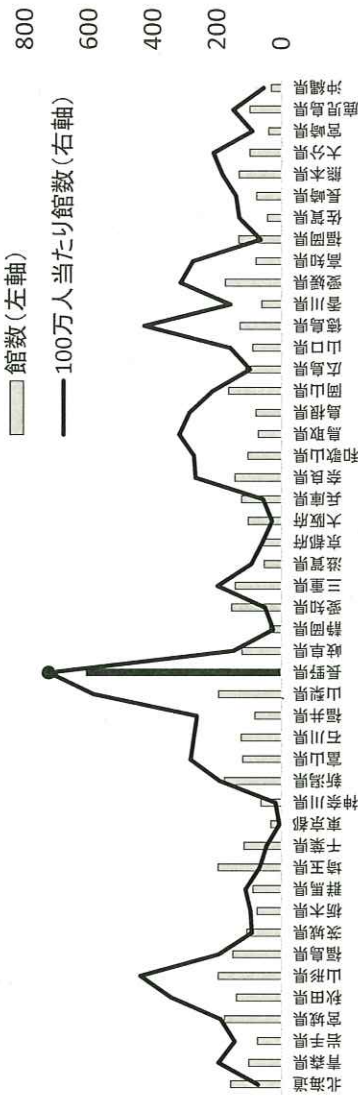 館数(左軸)
100万人当たり館数(右軸)
800
600
400
200
0
北海道
青森県
岩手県
宮城県
秋田県
山形県
福島県
茨城県
栃木県
群馬県
埼玉県
千葉県
東京都
神奈川県
新潟県
富山県
石川県
福井県
山梨県
長野県
岐阜県
静岡県
愛知県
三重県
滋賀県
京都府
大阪府
兵庫県
奈良県
和歌山県
鳥取県
島根県
岡山県
広島県
山口県
徳島県
香川県
愛媛県
高知県
福岡県
佐賀県
長崎県
熊本県
大分県
宮崎県
鹿児島県
沖縄県